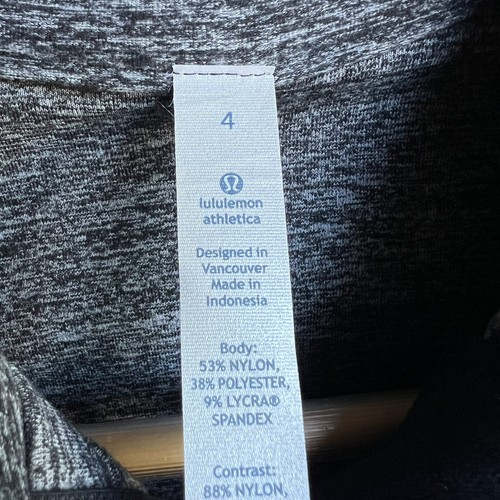 4
lululemon
athletica
Designed in
Vancouver
Made in
Indonesia
Body:
53% NYLON,
38% POLYESTER,
9% LYCRA®
SPANDEX
Contrast:
88% NYLON,